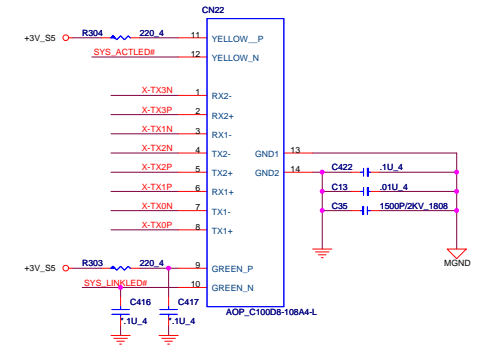 CN22
R304 220_4
+3V_S5 11 YELLOW__P
SYS_ACTLED# 12 YELLOW_N
X-TX3N 1 RX2-
X-TX3P 2 RX2+
X-TX1N 3 RX1-
X-TX2N 4 TX2- GND1 13
X-TX2P 5 TX2+ GND2 14 C422 .1U_4
X-TX1P 6 RX1+ C13 .01U_4
X-TX0N 7 TX1- C35 1500P/2KV_1808
X-TX0P 8 TX1+
R303 220_4
+3V_S5 9 GREEN_P MGND
SYS_LINKLED# 10 GREEN_N
C416 C417 AOP_C100D8-108A4-L
*.1U_4 *.1U_4